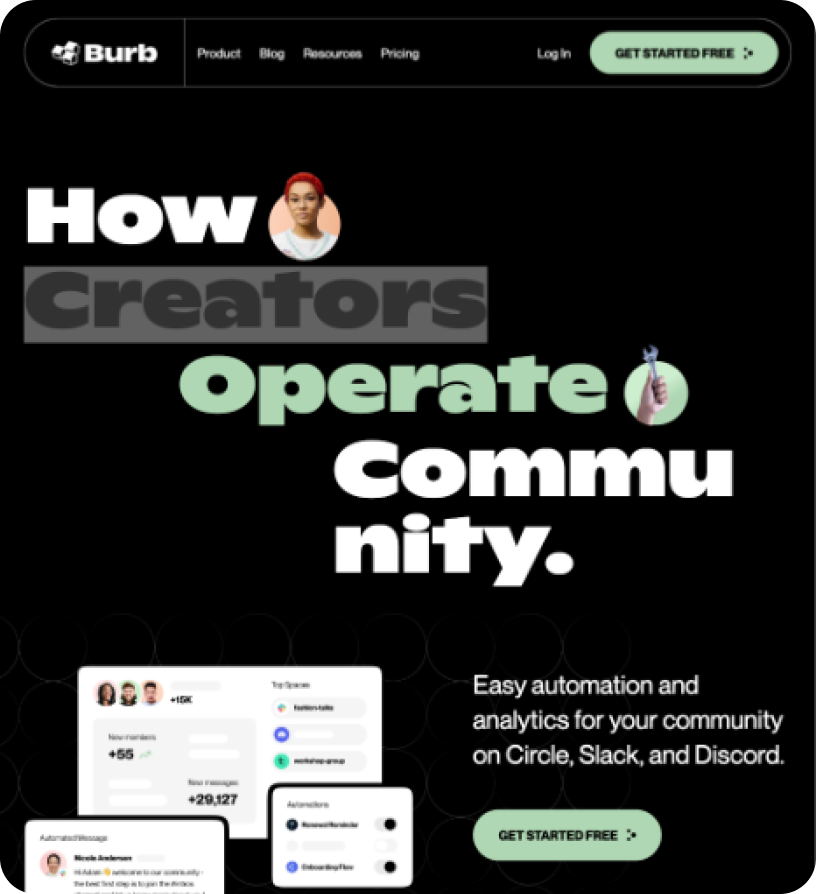 Burb
Product Blog Resources Pricing
Log In
GET STARTED FREE
How
Creators
Operate
Commu
nity.
Easy automation and
analytics for your community
on Circle, Slack, and Discord.
GET STARTED FREE
+15K
New members
+55
New messages
+29,127
Top Spaces
fashion-talks
workshop-group
Automations
Renewal Reminder
Onboarding Flow
Automated Message
Nicole Anderson
Hi Adam 👋 welcome to our community -
the best first step is to join the #intros